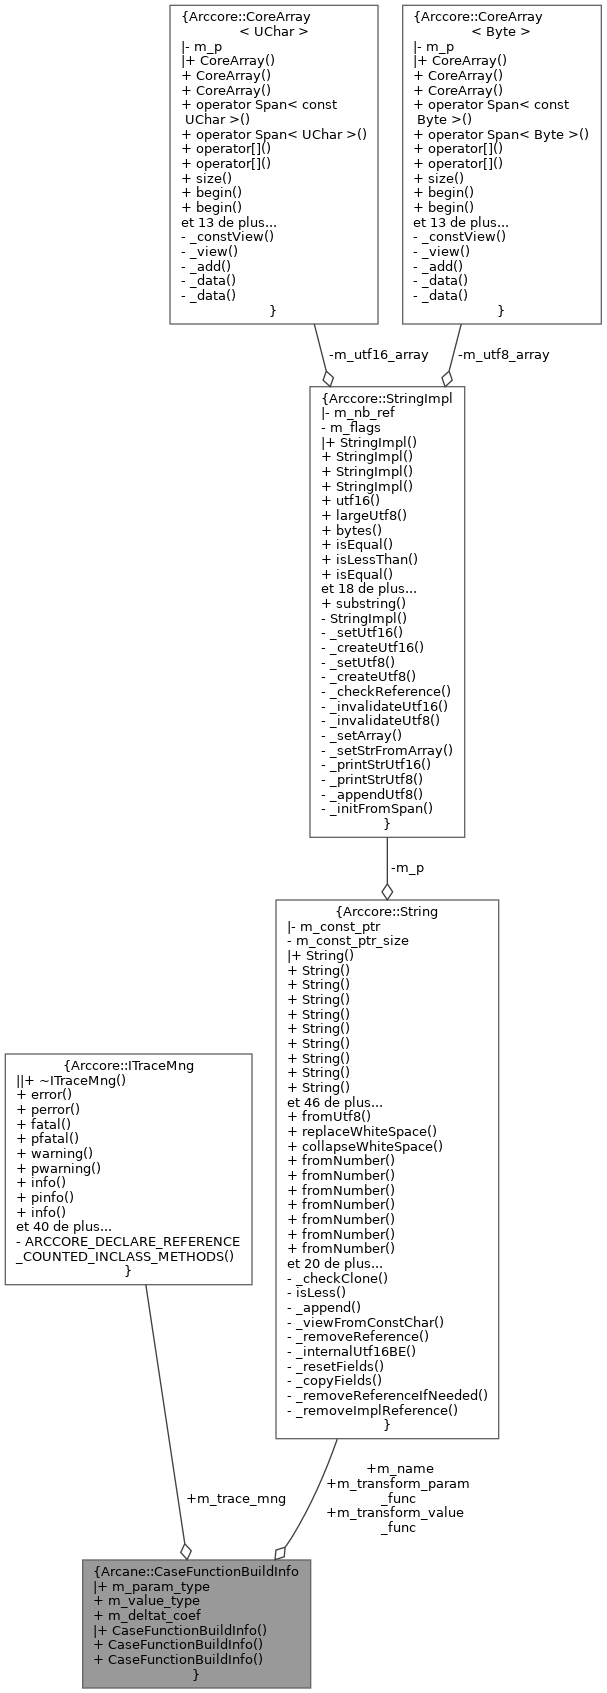 {Arccore::CoreArray
< UChar >
|- m_p
|+ CoreArray()
+ CoreArray()
+ CoreArray()
+ operator Span< const
UChar >()
+ operator Span< UChar >()
+ operator[]()
+ operator[]()
+ size()
+ begin()
+ begin()
et 13 de plus...
- _constView()
- _view()
- _add()
- _data()
- _data()
}
{Arccore::CoreArray
< Byte >
|- m_p
|+ CoreArray()
+ CoreArray()
+ CoreArray()
+ operator Span< const
Byte >()
+ operator Span< Byte >()
+ operator[]()
+ operator[]()
+ size()
+ begin()
+ begin()
et 13 de plus...
- _constView()
- _view()
- _add()
- _data()
- _data()
}
-m_utf16_array
-m_utf8_array
{Arccore::StringImpl
|- m_nb_ref
- m_flags
|+ StringImpl()
+ StringImpl()
+ StringImpl()
+ StringImpl()
+ utf16()
+ largeUtf8()
+ bytes()
+ isEqual()
+ isLessThan()
+ isEqual()
et 18 de plus...
+ substring()
- StringImpl()
- _setUtf16()
- _createUtf16()
- _setUtf8()
- _createUtf8()
- _checkReference()
- _invalidateUtf16()
- _invalidateUtf8()
- _setArray()
- _setStrFromArray()
- _printStrUtf16()
- _printStrUtf8()
- _appendUtf8()
- _initFromSpan()
}
-m_p
{Arccore::String
|- m_const_ptr
- m_const_ptr_size
|+ String()
+ String()
+ String()
+ String()
+ String()
+ String()
+ String()
+ String()
+ String()
+ String()
et 46 de plus...
+ fromUtf8()
+ replaceWhiteSpace()
+ collapseWhiteSpace()
+ fromNumber()
+ fromNumber()
+ fromNumber()
+ fromNumber()
+ fromNumber()
+ fromNumber()
+ fromNumber()
et 20 de plus...
- _checkClone()
- isLess()
- _append()
- _viewFromConstChar()
- _removeReference()
- _internalUtf16BE()
- _resetFields()
- _copyFields()
- _removeReferenceIfNeeded()
- _removeImplReference()
}
{Arccore::ITraceMng
||+ ~ITraceMng()
+ error()
+ perror()
+ fatal()
+ pfatal()
+ warning()
+ pwarning()
+ info()
+ pinfo()
+ info()
et 40 de plus...
- ARCCORE_DECLARE_REFERENCE
_COUNTED_INCLASS_METHODS()
}
+m_trace_mng
+m_name
+m_transform_param
_func
+m_transform_value
_func
{Arcane::CaseFunctionBuildInfo
|+ m_param_type
+ m_value_type
+ m_deltat_coef
|+ CaseFunctionBuildInfo()
+ CaseFunctionBuildInfo()
+ CaseFunctionBuildInfo()
}